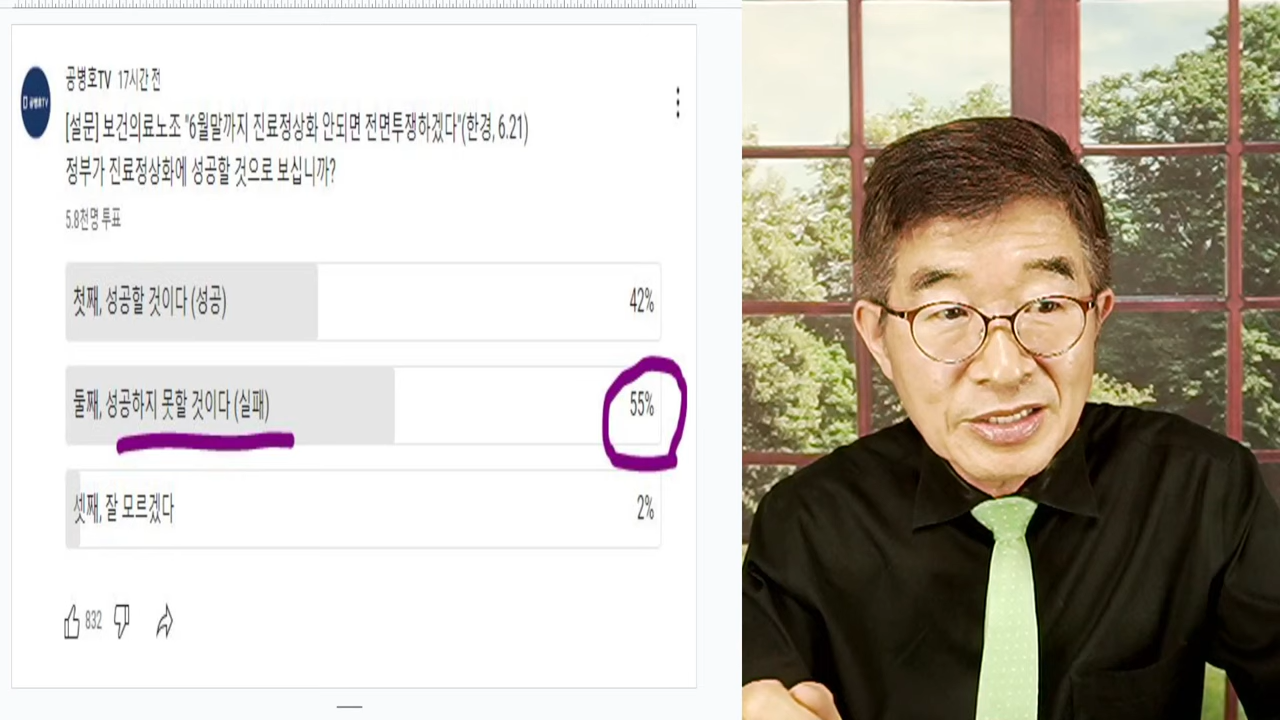 공병호TV 17시간 전
공병호TV
[설문] 보건의료노조 "6월말까지 진료정상화 안되면 전면투쟁하겠다"(한경, 6.21)
정부가 진료정상화에 성공할 것으로 보십니까?
5.8천명 투표
첫째, 성공할 것이다 (성공) 42%
둘째, 성공하지 못할 것이다 (실패) 55%
셋째, 잘 모르겠다 2%
832